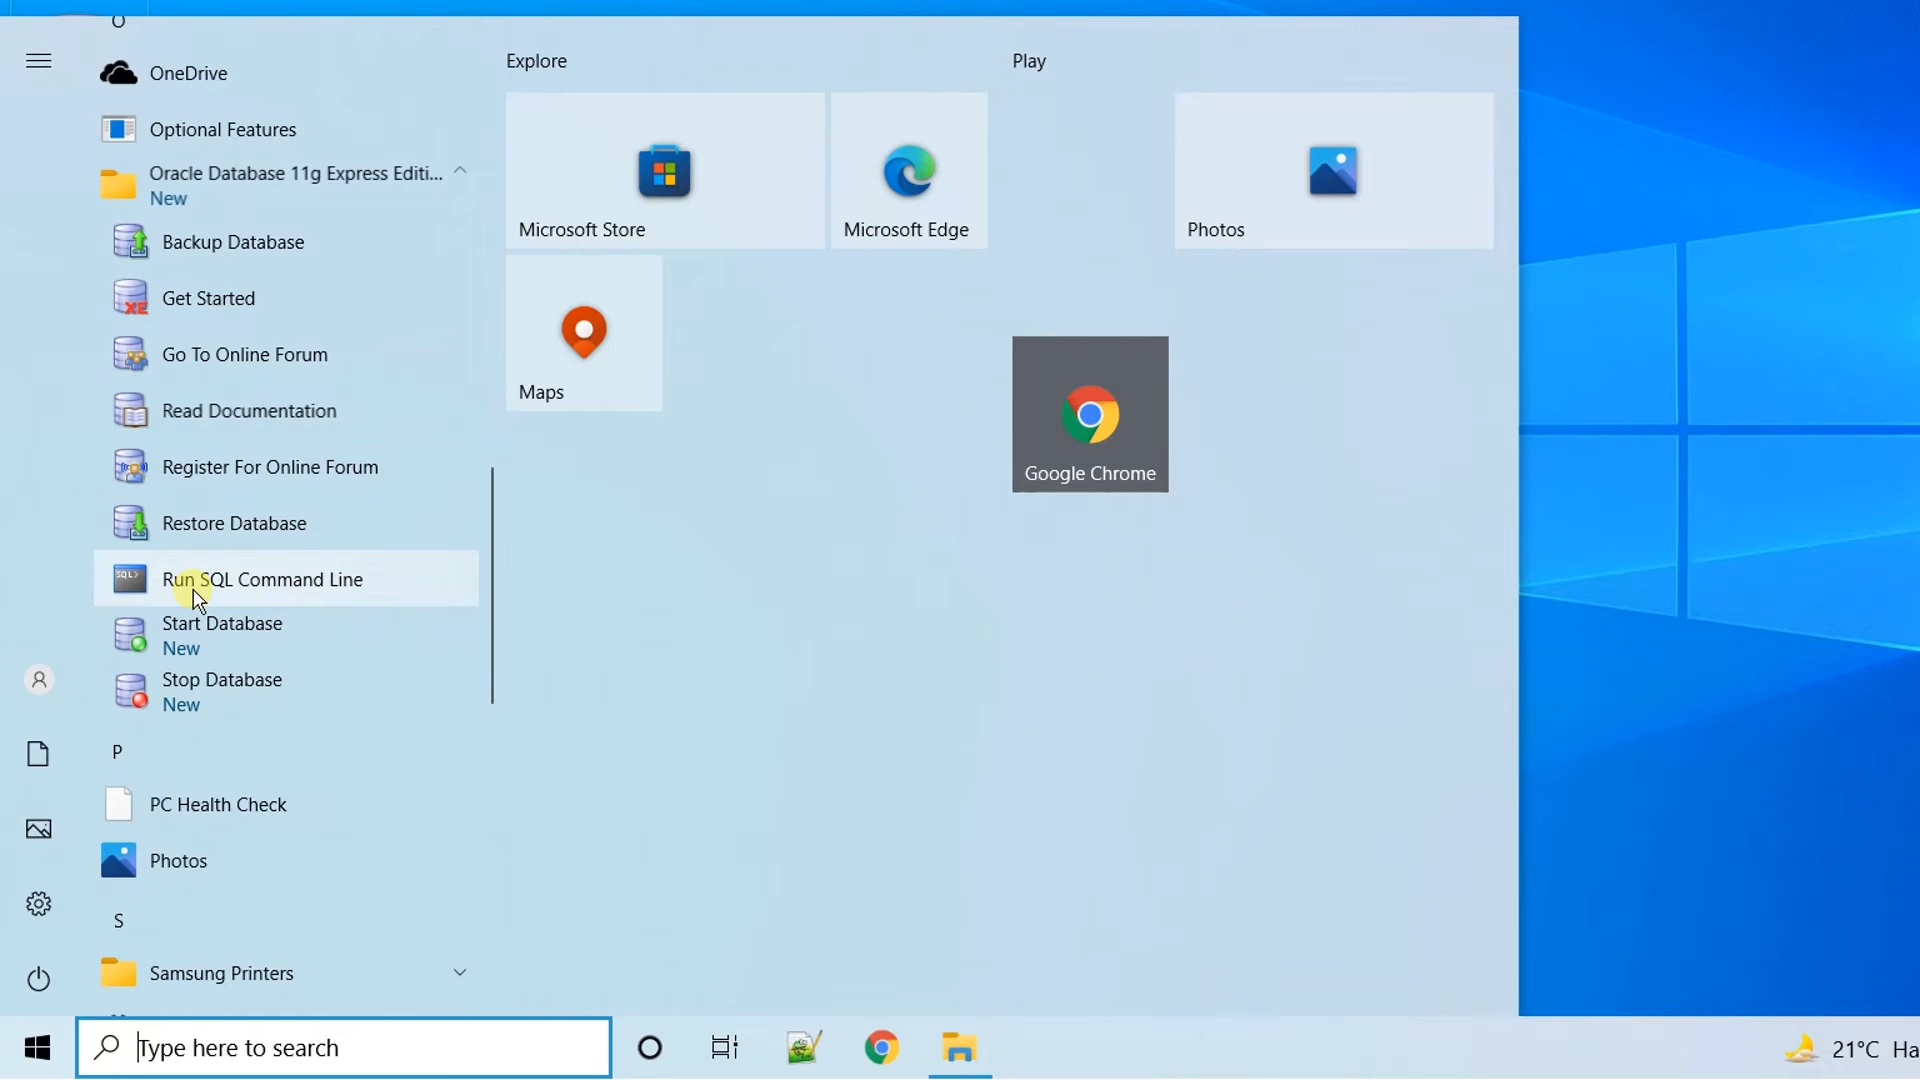 O
OneDrive
Optional Features
Oracle Database 11g Express Editi...
New
Backup Database
Get Started
Go To Online Forum
Read Documentation
Register For Online Forum
Restore Database
SQL>
Run SQL Command Line
Start Database
New
Stop Database
New
P
PC Health Check
Photos
S
Samsung Printers
Explore
Microsoft Store
Microsoft Edge
Maps
Play
Photos
Google Chrome
Type here to search
21°C Ha